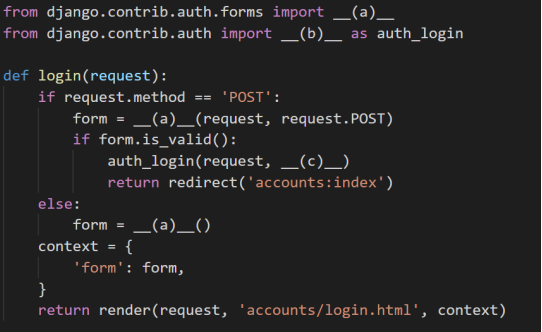 from django.contrib.auth.forms import __(a)__
from django.contrib.auth import __(b)__ as auth_login

def login(request):
    if request.method == 'POST':
        form = __(a)__(request, request.POST)
        if form.is_valid():
            auth_login(request, __(c)__)
            return redirect('accounts:index')
    else:
        form = __(a)__()
    context = {
        'form': form,
    }
    return render(request, 'accounts/login.html', context)